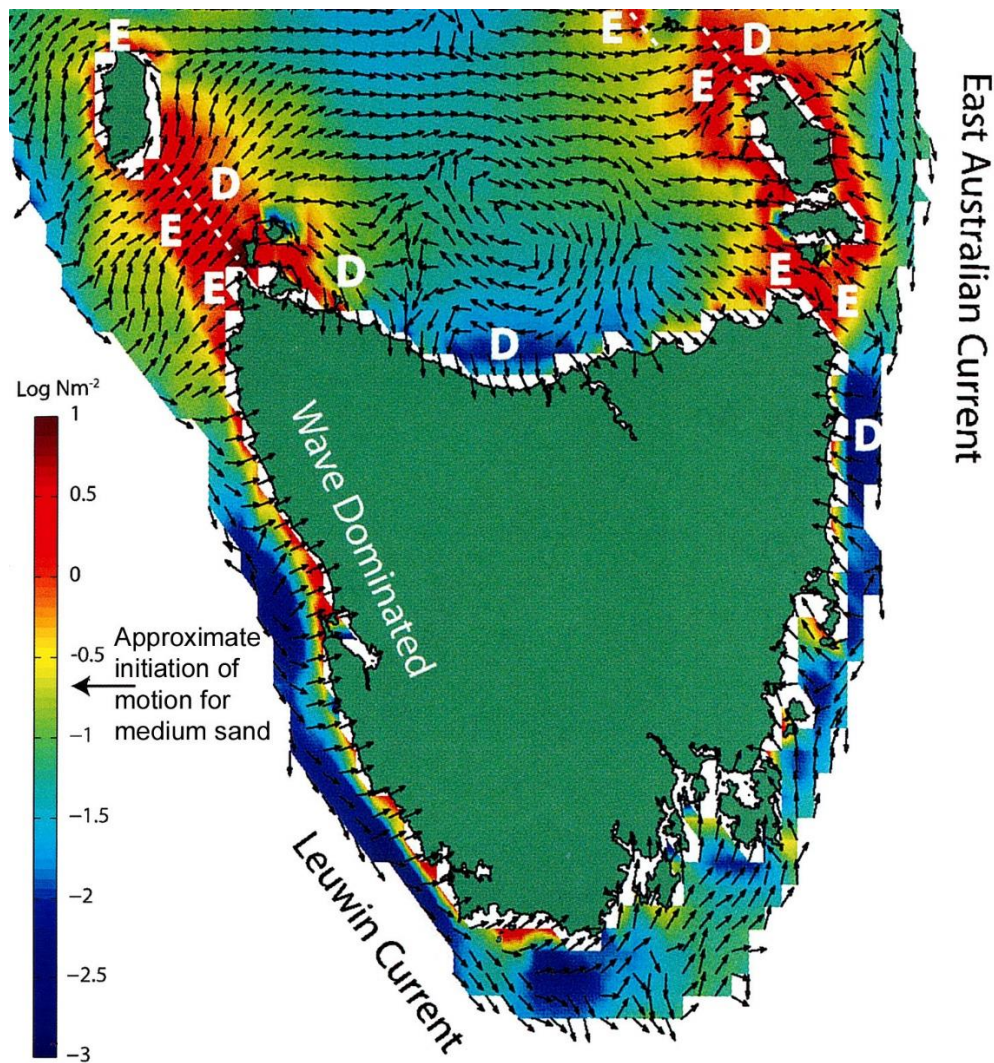 E
E
D
E
D
E
D
E
D
E
E
D
D
East Australian Current
Wave Dominated
Leuwin Current
Log Nm-2
1
0.5
0
-0.5
−1
−1.5
−2
−2.5
−3
Approximate
initiation of
motion for
medium sand